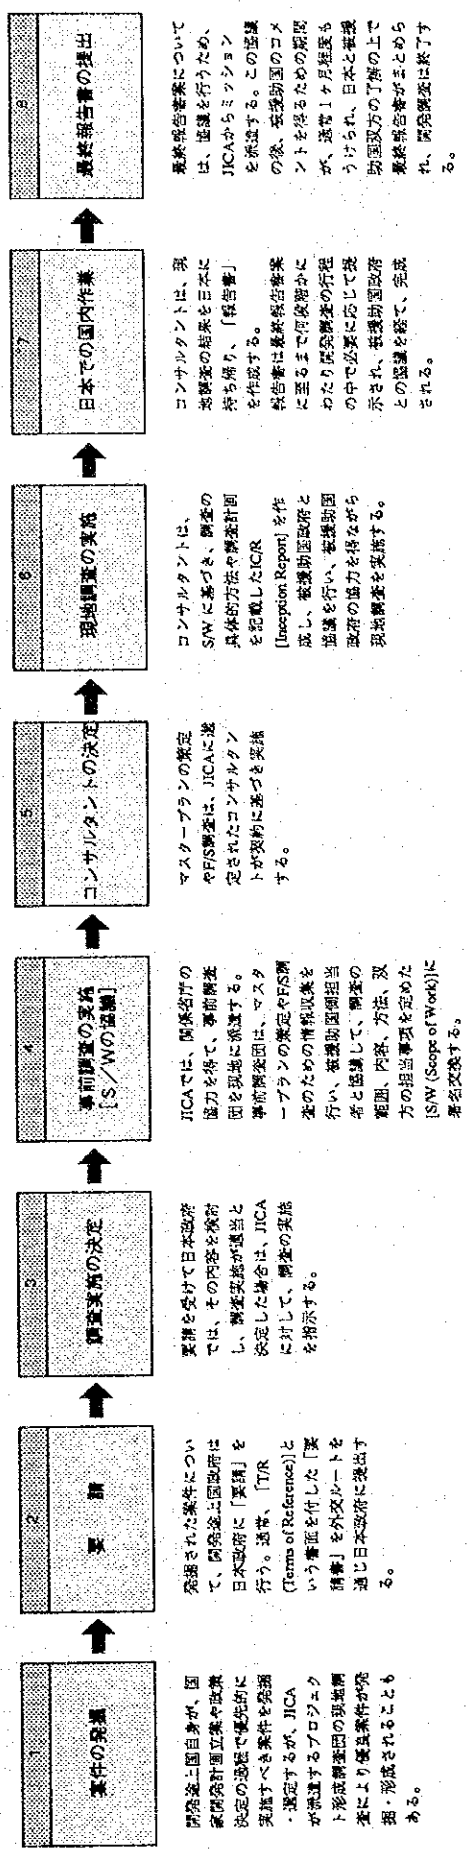 1
案件の発掘
開発途上国自身が、国
家開発計画立案や政策
決定の過程で優先的に
実施すべき案件を発掘
・選定するが、JICA
が派遣するプロジェク
ト形成調査団の現地調
査により優良案件が発
掘・形成されることも
ある。
2
要 請
発掘された案件につい
て、開発途上国政府は
日本政府に「要請」を
行う。通常、「T/R
(Terms of Reference)」と
いう書面を付した「要
請書」を外交ルートを
通じ日本政府に提出す
る。
3
調査実施の決定
要請を受けて日本政府
では、その内容を検討
し、調査実施が適当と
決定した場合は、JICA
に対して、調査の実施
を指示する。
4
事前調査の実施
[S/Wの協議]
JICAでは、関係省庁の
協力を得て、事前調査
団を現地に派遣する。
事前調査団は、マスタ
ープランの策定やF/S調
査のための情報収集を
行い、被援助国側担当
者と協議して、調査の
範囲、内容、方法、双
方の担当事項を定めた
[S/W (Scope of Work)]に
署名交換する。
5
コンサルタントの決定
マスタープランの策定
やF/S調査は、JICAに選
定されたコンサルタン
トが契約に基づき実施
する。
6
現地調査の実施
コンサルタントは、
S/Wに基づき、調査の
具体的方法や調査計画
を記載したIC/R
[Inception Report] を作
成し、被援助国政府と
協議を行い、被援助国
政府の協力を得ながら
現地調査を実施する。
7
日本での国内作業
コンサルタントは、現
地調査の結果を日本に
持ち帰り、「報告書」
を作成する。
報告書は最終報告書案
に至るまで何段階かに
わたり開発調査の行程
の中で必要に応じて提
示され、被援助国政府
との協議を経て、完成
される。
8
最終報告書の提出
最終報告書案について
は、協議を行うため、
JICAからミッション
を派遣する。この協議
の後、被援助国のコメ
ントを得るための期間
が、通常1ヶ月程度も
うけられ、日本と被援
助国双方の了解の上で
最終報告書がまとめら
れ、開発調査は終了す
る。